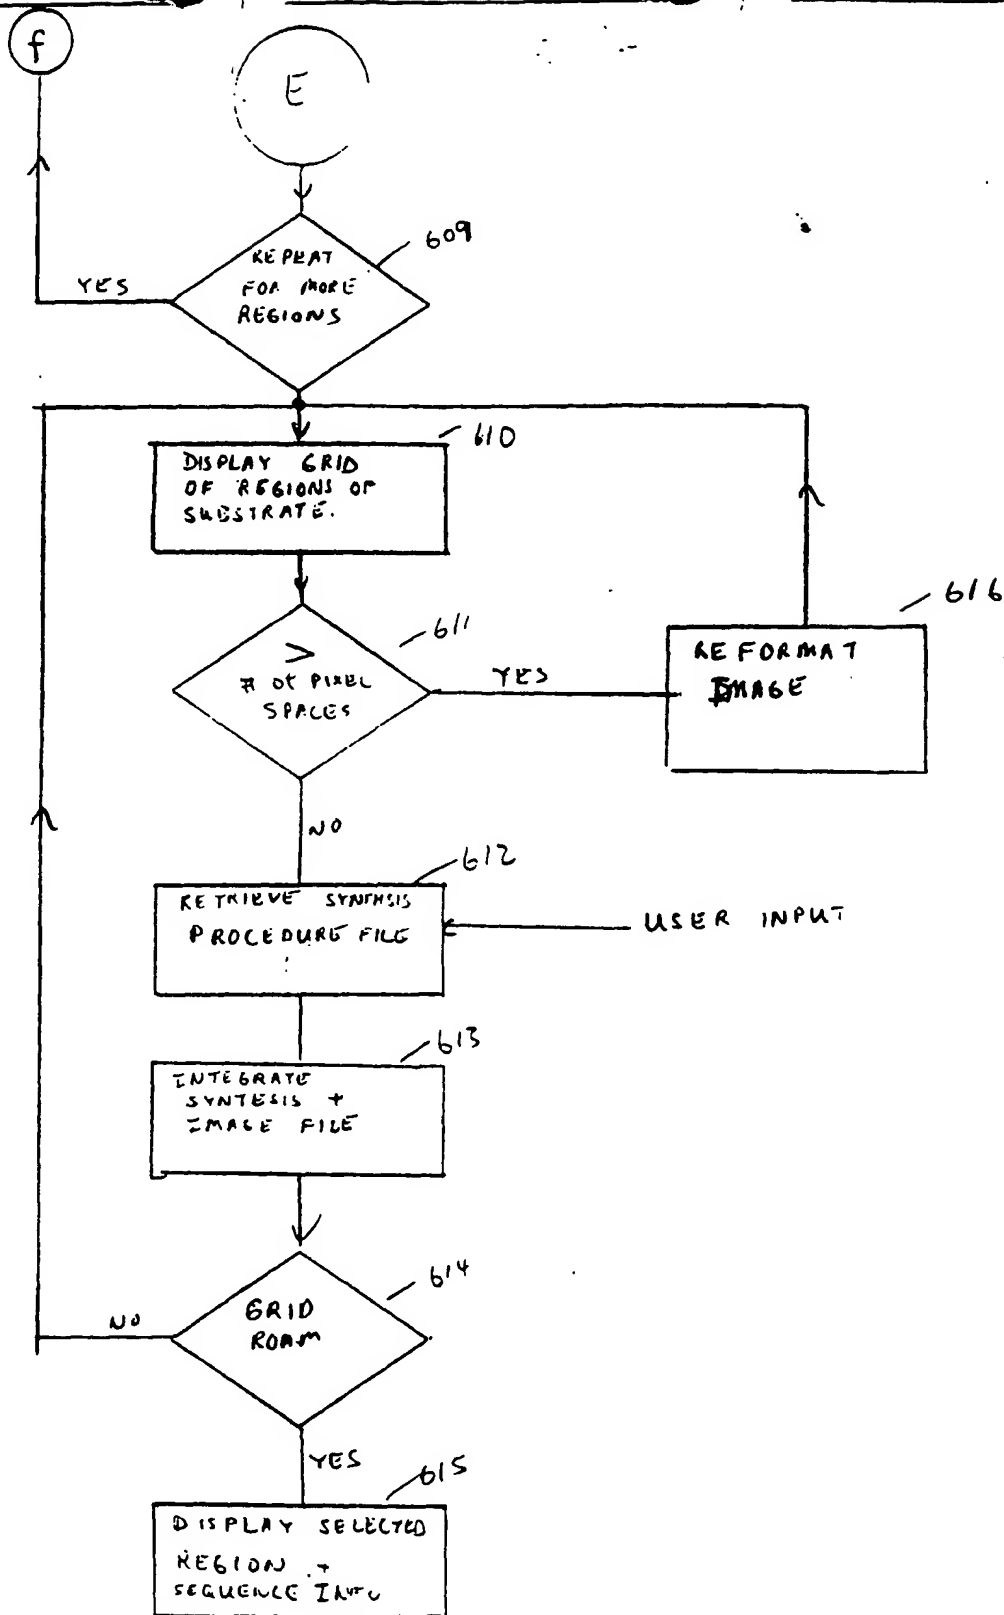 f
E
609
REPEAT
FOR MORE
REGIONS
YES
610
DISPLAY GRID
OF REGIONS OF
SUBSTRATE.
611
>
# OF PIXEL
SPACES
YES
616
REFORMAT
IMAGE
NO
612
RETRIEVE SYNTHSIS
PROCEDURE FILE
USER INPUT
613
INTEGRATE
SYNTESIS +
IMAGE FILE
614
GRID
ROAM
NO
YES
615
DISPLAY SELECTED
REGION +
SEQUENCE INFO